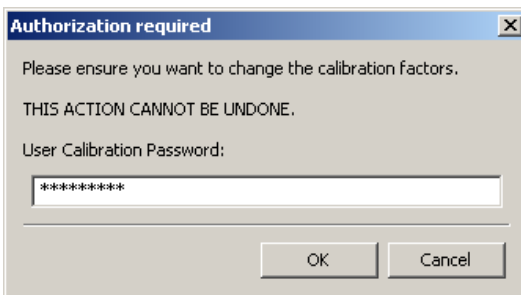 Authorization required
Please ensure you want to change the calibration factors.
THIS ACTION CANNOT BE UNDONE.
User Calibration Password:
*********
OK Cancel